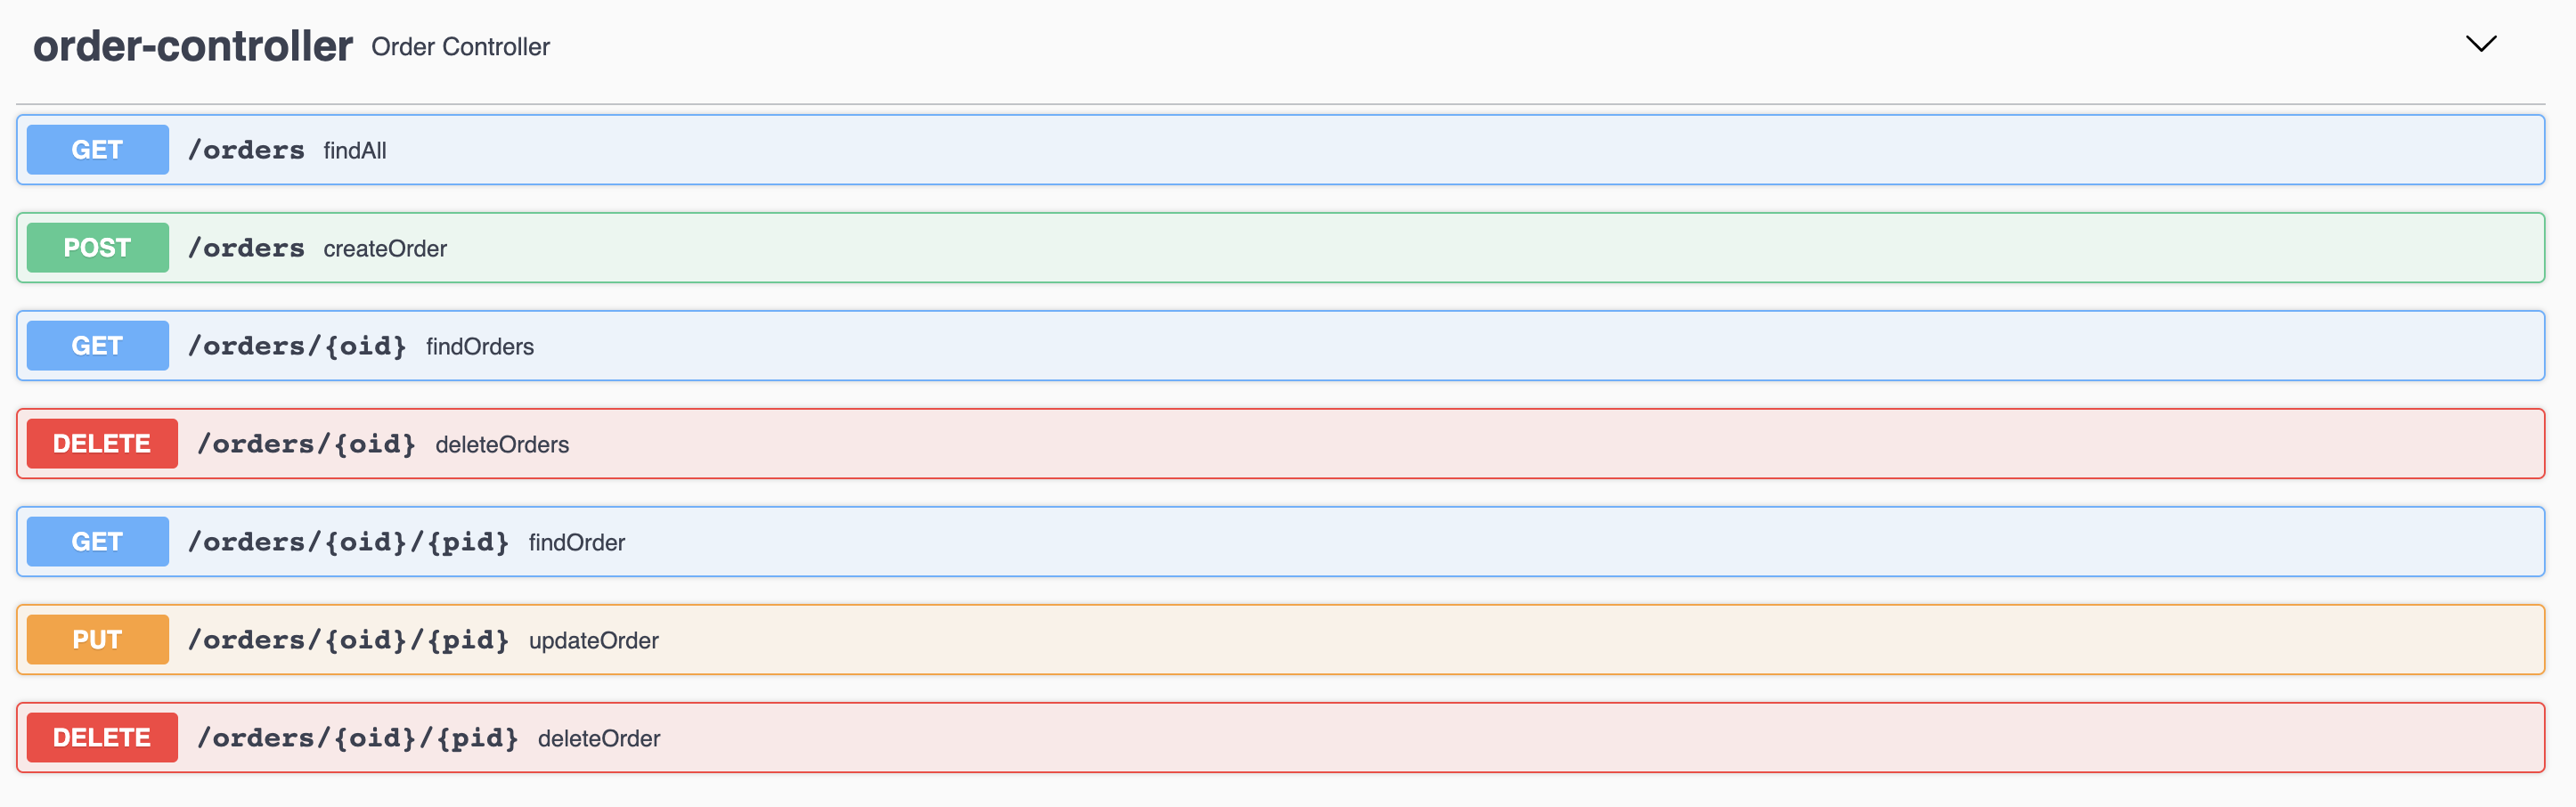 order-controller Order Controller
GET /orders findAll
POST /orders createOrder
GET /orders/{oid} findOrders
DELETE /orders/{oid} deleteOrders
GET /orders/{oid}/{pid} findOrder
PUT /orders/{oid}/{pid} updateOrder
DELETE /orders/{oid}/{pid} deleteOrder